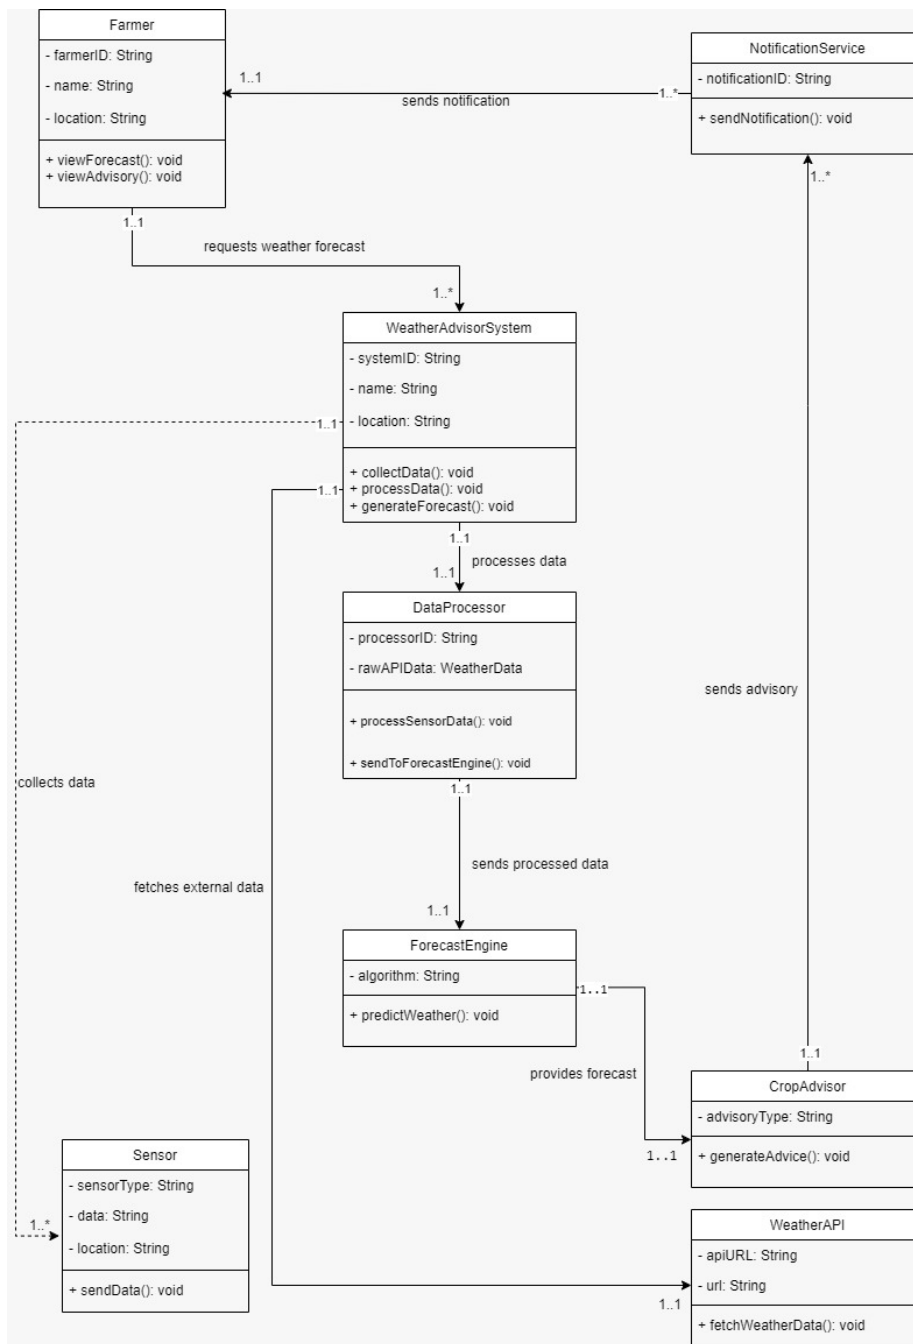 Farmer
- farmerID: String
- name: String
- location: String
+ viewForecast(): void
+ viewAdvisory(): void
NotificationService
- notificationID: String
+ sendNotification(): void
1..1
sends notification
1..*
1..*
1..1
requests weather forecast
1..*
WeatherAdvisorSystem
- systemID: String
- name: String
- location: String
+ collectData(): void
+ processData(): void
+ generateForecast(): void
1..1
1..1
1..1
processes data
1..1
DataProcessor
- processorID: String
- rawAPIData: WeatherData
+ processSensorData(): void
+ sendToForecastEngine(): void
1..1
sends advisory
collects data
sends processed data
fetches external data
1..1
ForecastEngine
- algorithm: String
+ predictWeather(): void
1..1
provides forecast
1..1
1..1
CropAdvisor
- advisoryType: String
+ generateAdvice(): void
Sensor
- sensorType: String
- data: String
- location: String
+ sendData(): void
1..*
WeatherAPI
- apiURL: String
- url: String
+ fetchWeatherData(): void
1..1